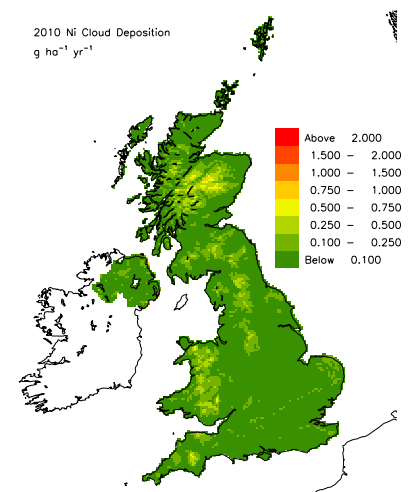 2010 Ni Cloud Deposition
g ha⁻¹ yr⁻¹
Above 2.000
1.500 – 2.000
1.000 – 1.500
0.750 – 1.000
0.500 – 0.750
0.250 – 0.500
0.100 – 0.250
Below 0.100